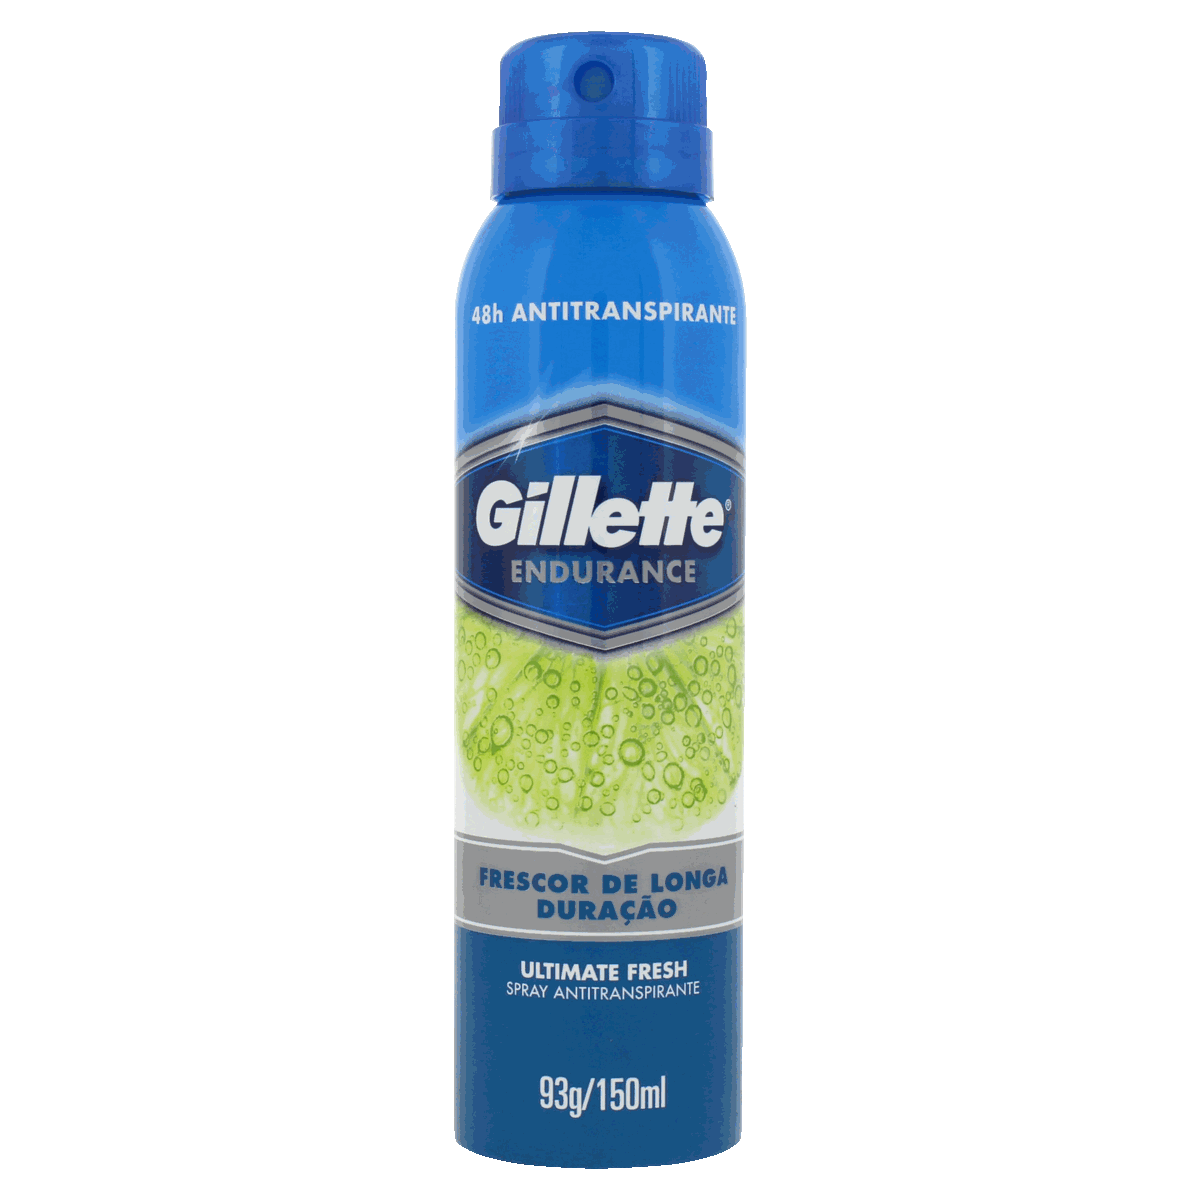 48h ANTITRANSPIRANTE
Gillette®
ENDURANCE
FRESCOR DE LONGA
DURAÇÃO
ULTIMATE FRESH
SPRAY ANTITRANSPIRANTE
93g/150ml